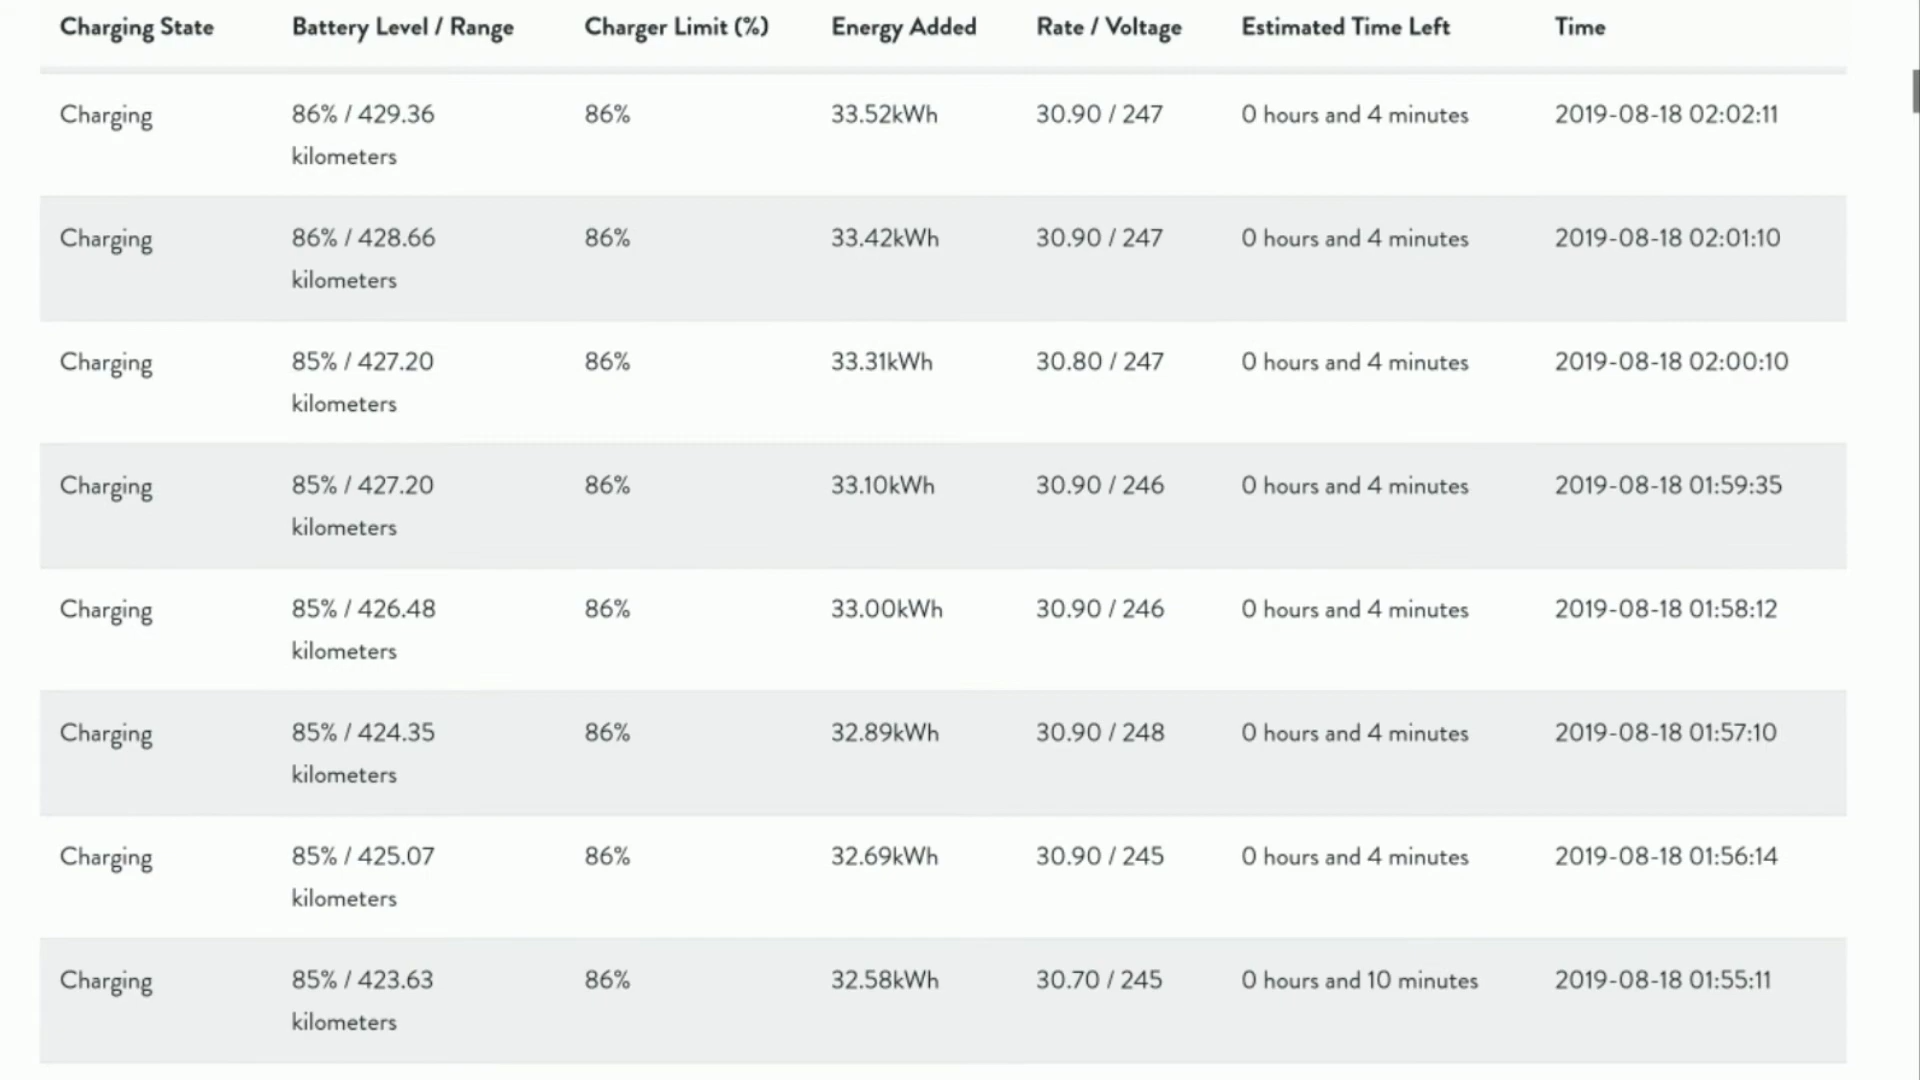 Charging State Battery Level / Range Charger Limit (%) Energy Added Rate / Voltage Estimated Time Left Time
Charging 86% / 429.36 86% 33.52kWh 30.90 / 247 0 hours and 4 minutes 2019-08-18 02:02:11
kilometers
Charging 86% / 428.66 86% 33.42kWh 30.90 / 247 0 hours and 4 minutes 2019-08-18 02:01:10
kilometers
Charging 85% / 427.20 86% 33.31kWh 30.80 / 247 0 hours and 4 minutes 2019-08-18 02:00:10
kilometers
Charging 85% / 427.20 86% 33.10kWh 30.90 / 246 0 hours and 4 minutes 2019-08-18 01:59:35
kilometers
Charging 85% / 426.48 86% 33.00kWh 30.90 / 246 0 hours and 4 minutes 2019-08-18 01:58:12
kilometers
Charging 85% / 424.35 86% 32.89kWh 30.90 / 248 0 hours and 4 minutes 2019-08-18 01:57:10
kilometers
Charging 85% / 425.07 86% 32.69kWh 30.90 / 245 0 hours and 4 minutes 2019-08-18 01:56:14
kilometers
Charging 85% / 423.63 86% 32.58kWh 30.70 / 245 0 hours and 10 minutes 2019-08-18 01:55:11
kilometers